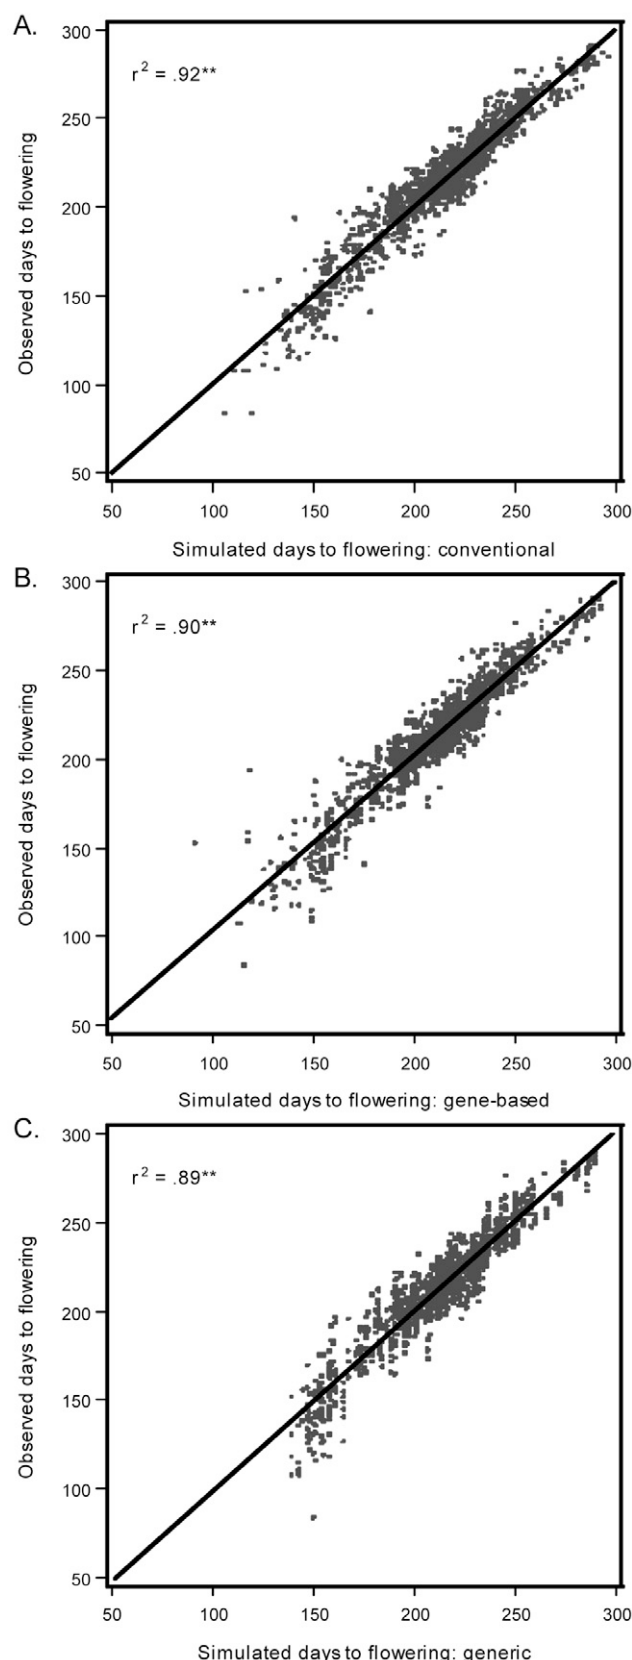 A.
300
r² = .92**
250
200
150
100
50
Observed days to flowering
50 100 150 200 250 300
Simulated days to flowering: conventional
B.
300
r² = .90**
250
200
150
100
50
Observed days to flowering
50 100 150 200 250 300
Simulated days to flowering: gene-based
C.
300
r² = .89**
250
200
150
100
50
Observed days to flowering
50 100 150 200 250 300
Simulated days to flowering: generic